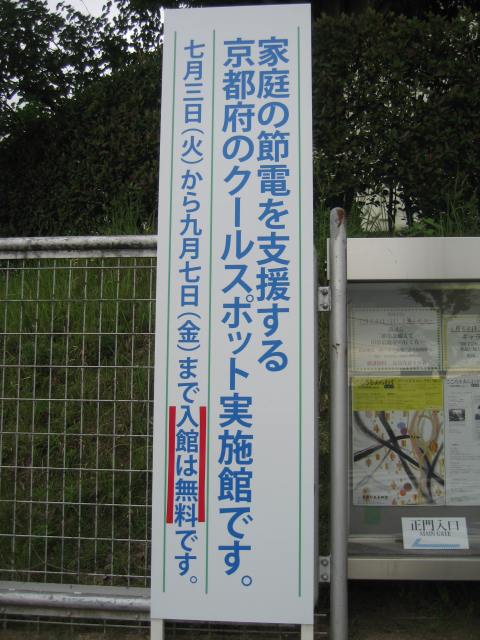 家庭の節電を支援する
京都府のクールスポット実施館です。
七月三日（火）から九月七日（金）まで入館は無料です。
正門入口
MAIN GATE